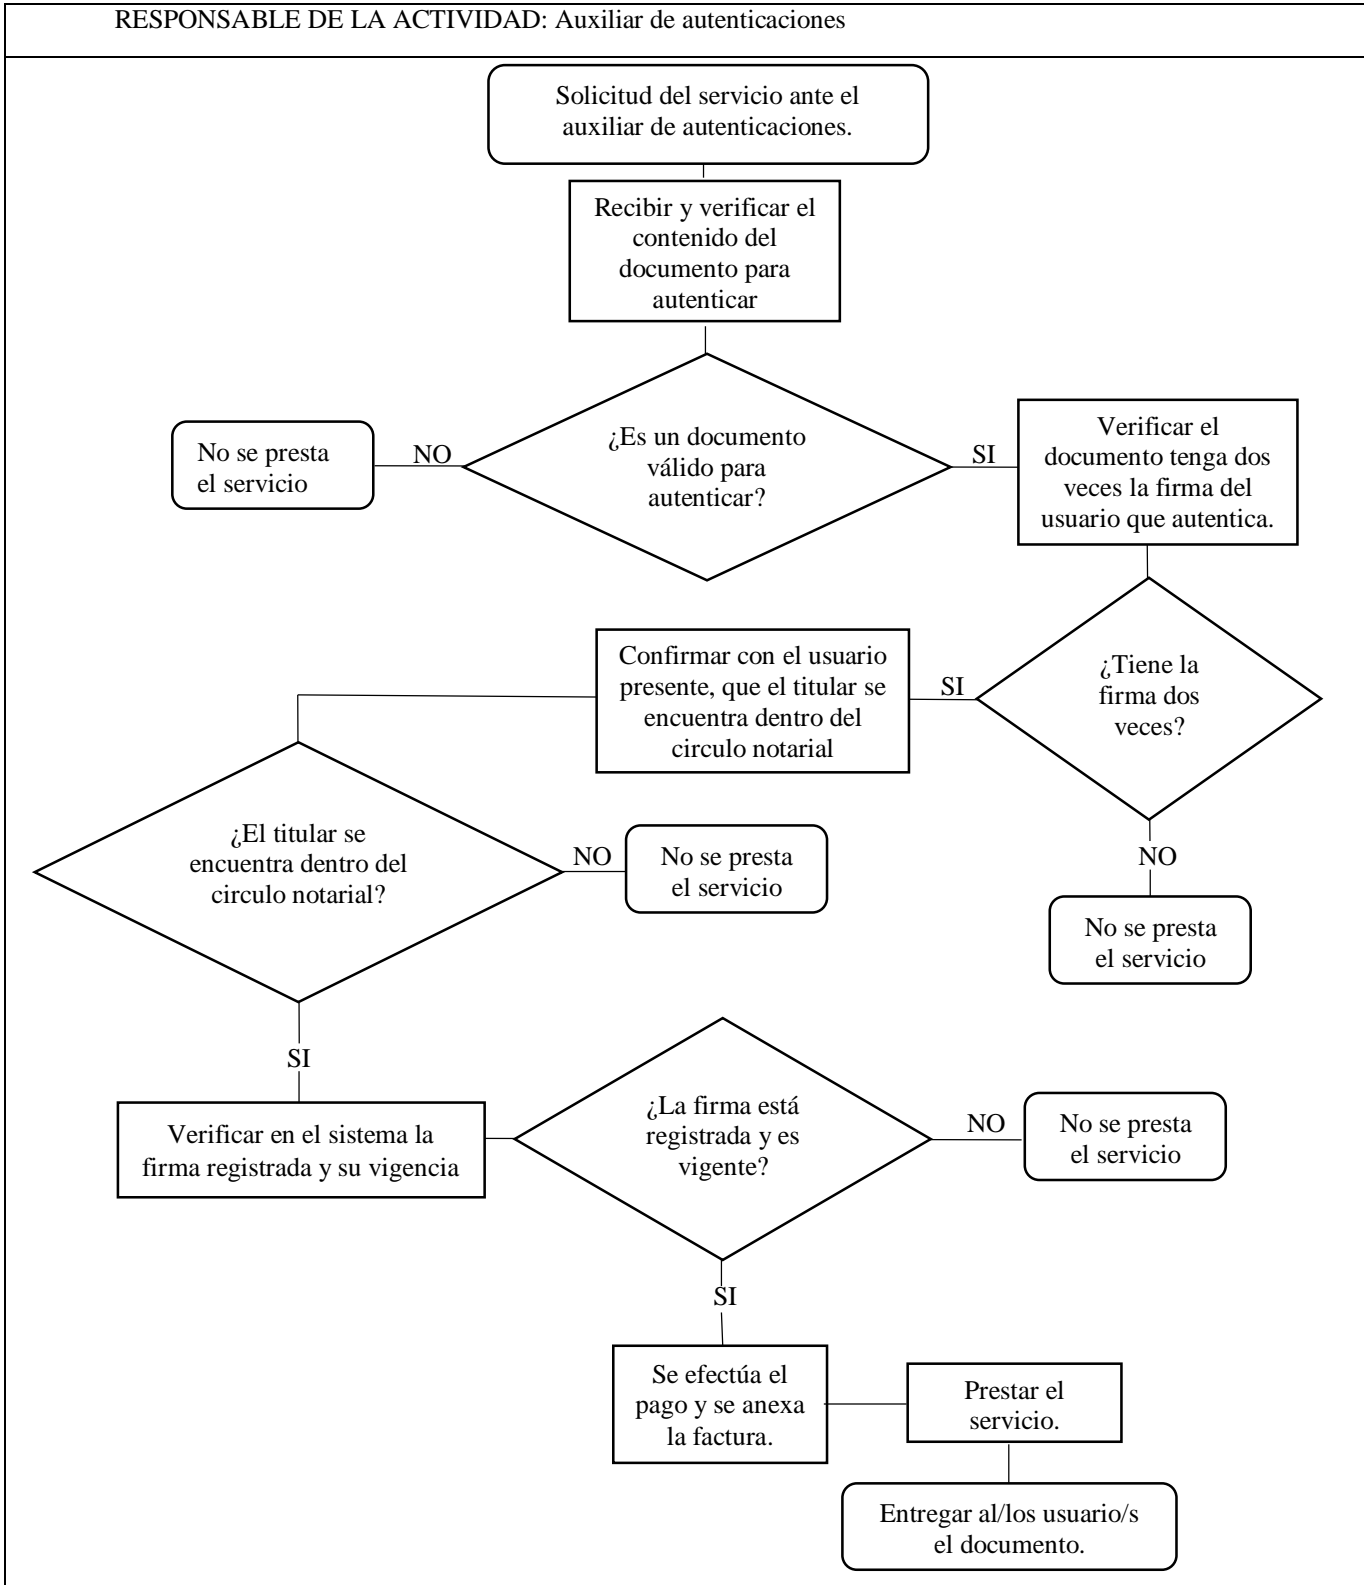 RESPONSABLE DE LA ACTIVIDAD: Auxiliar de autenticaciones
Solicitud del servicio ante el
auxiliar de autenticaciones.
Recibir y verificar el
contenido del
documento para
autenticar
¿Es un documento
válido para
autenticar?
NO
No se presta
el servicio
SI
Verificar el
documento tenga dos
veces la firma del
usuario que autentica.
¿Tiene la
firma dos
veces?
SI
Confirmar con el usuario
presente, que el titular se
encuentra dentro del
circulo notarial
NO
No se presta
el servicio
¿El titular se
encuentra dentro del
circulo notarial?
NO
No se presta
el servicio
SI
Verificar en el sistema la
firma registrada y su vigencia
¿La firma está
registrada y es
vigente?
NO
No se presta
el servicio
SI
Se efectúa el
pago y se anexa
la factura.
Prestar el
servicio.
Entregar al/los usuario/s
el documento.